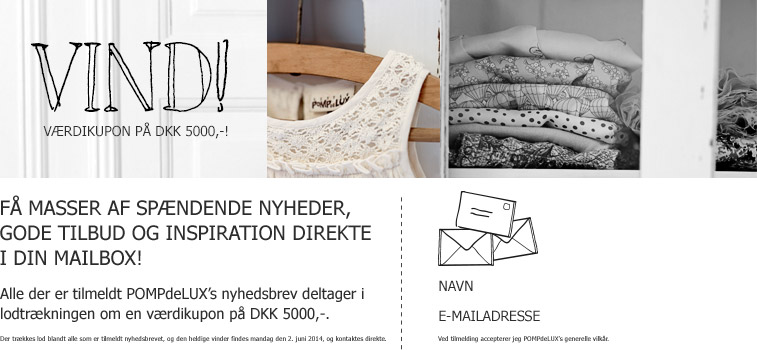 VIND!
VÆRDIKUPON PÅ DKK 5000,-!
POMPdeLUX
FÅ MASSER AF SPÆNDENDE NYHEDER,
GODE TILBUD OG INSPIRATION DIREKTE
I DIN MAILBOX!
Alle der er tilmeldt POMPdeLUX's nyhedsbrev deltager i
lodtrækningen om en værdikupon på DKK 5000,-.
Der trækkes lod blandt alle som er tilmeldt nyhedsbrevet, og den heldige vinder findes mandag den 2. juni 2014, og kontaktes direkte.
NAVN
E-MAILADRESSE
Ved tilmelding accepterer jeg POMPdeLUX's generelle vilkår.